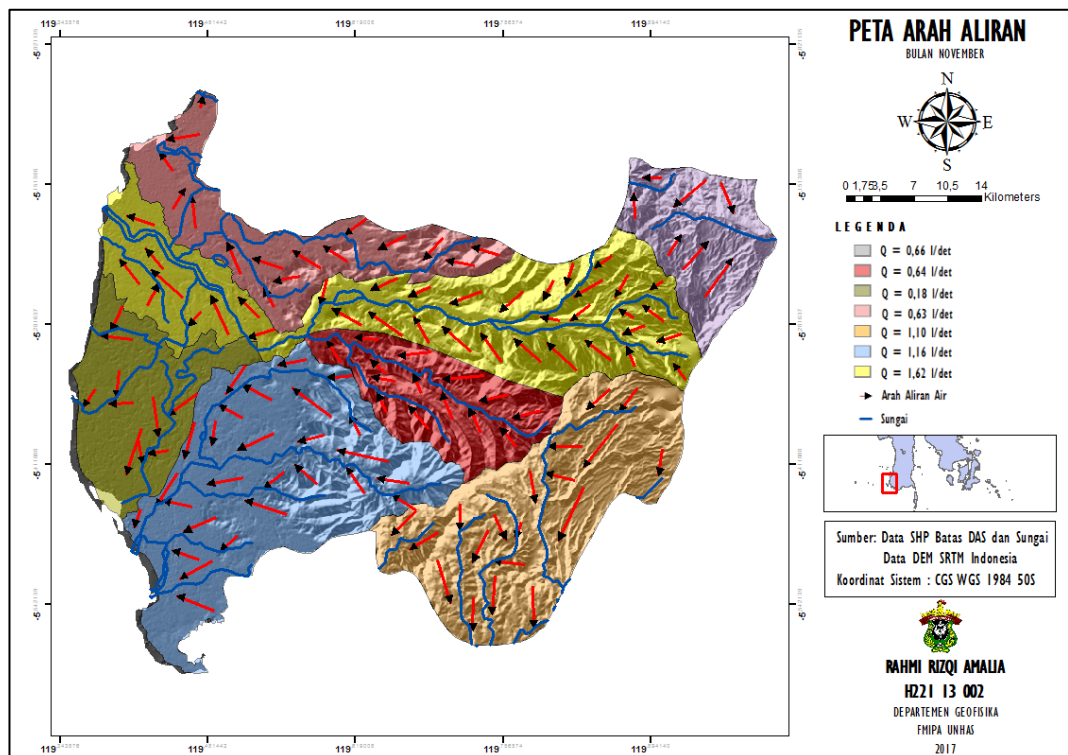 PETA ARAH ALIRAN
BULAN NOVEMBER
N
W E
S
0 1,75 3,5 7 10,5 14
Kilometers
LEGENDA
Q = 0,66 l/det
Q = 0,64 l/det
Q = 0,18 l/det
Q = 0,63 l/det
Q = 1,10 l/det
Q = 1,16 l/det
Q = 1,62 l/det
Arah Aliran Air
Sungai
Sumber: Data SHP Batas DAS dan Sungai
Data DEM SRTM Indonesia
Koordinat Sistem : CGS WGS 1984 50S
RAHMI RIZQI AMALIA
H221 13 002
DEPARTEMEN GEOFISIKA
FMIPA UNHAS
2017